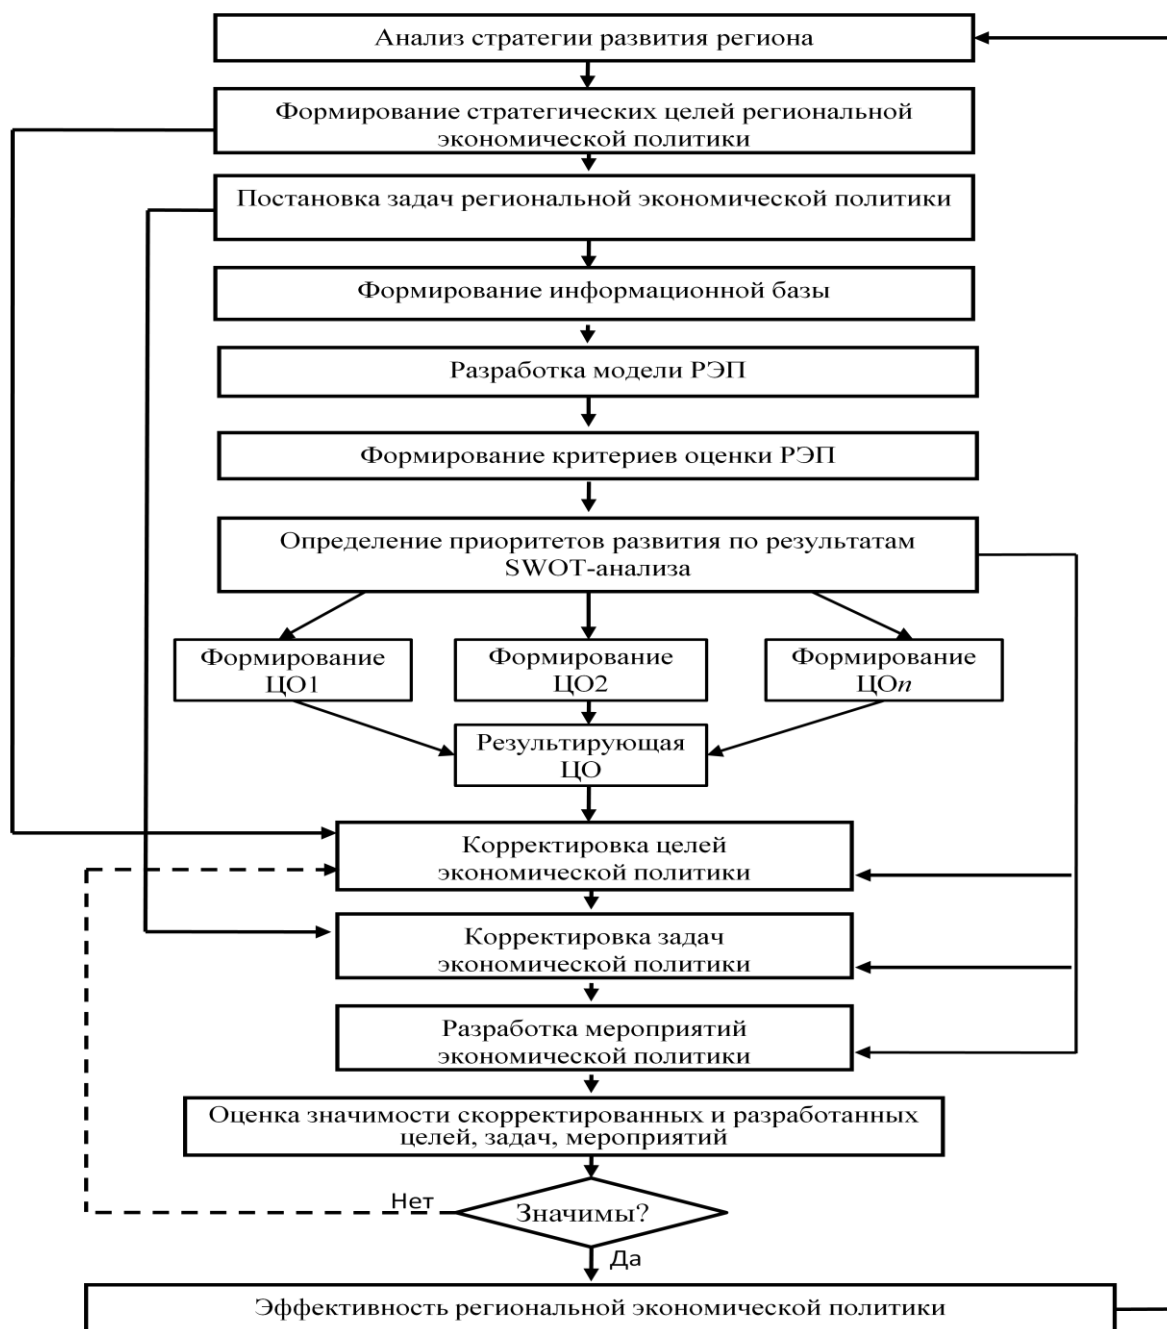 Анализ стратегии развития региона
Формирование стратегических целей региональной
экономической политики
Постановка задач региональной экономической политики
Формирование информационной базы
Разработка модели РЭП
Формирование критериев оценки РЭП
Определение приоритетов развития по результатам
SWOT-анализа
Формирование
ЦО1
Формирование
ЦО2
Формирование
ЦОn
Результирующая
ЦО
Корректировка целей
экономической политики
Корректировка задач
экономической политики
Разработка мероприятий
экономической политики
Оценка значимости скорректированных и разработанных
целей, задач, мероприятий
Нет
Значимы?
Да
Эффективность региональной экономической политики